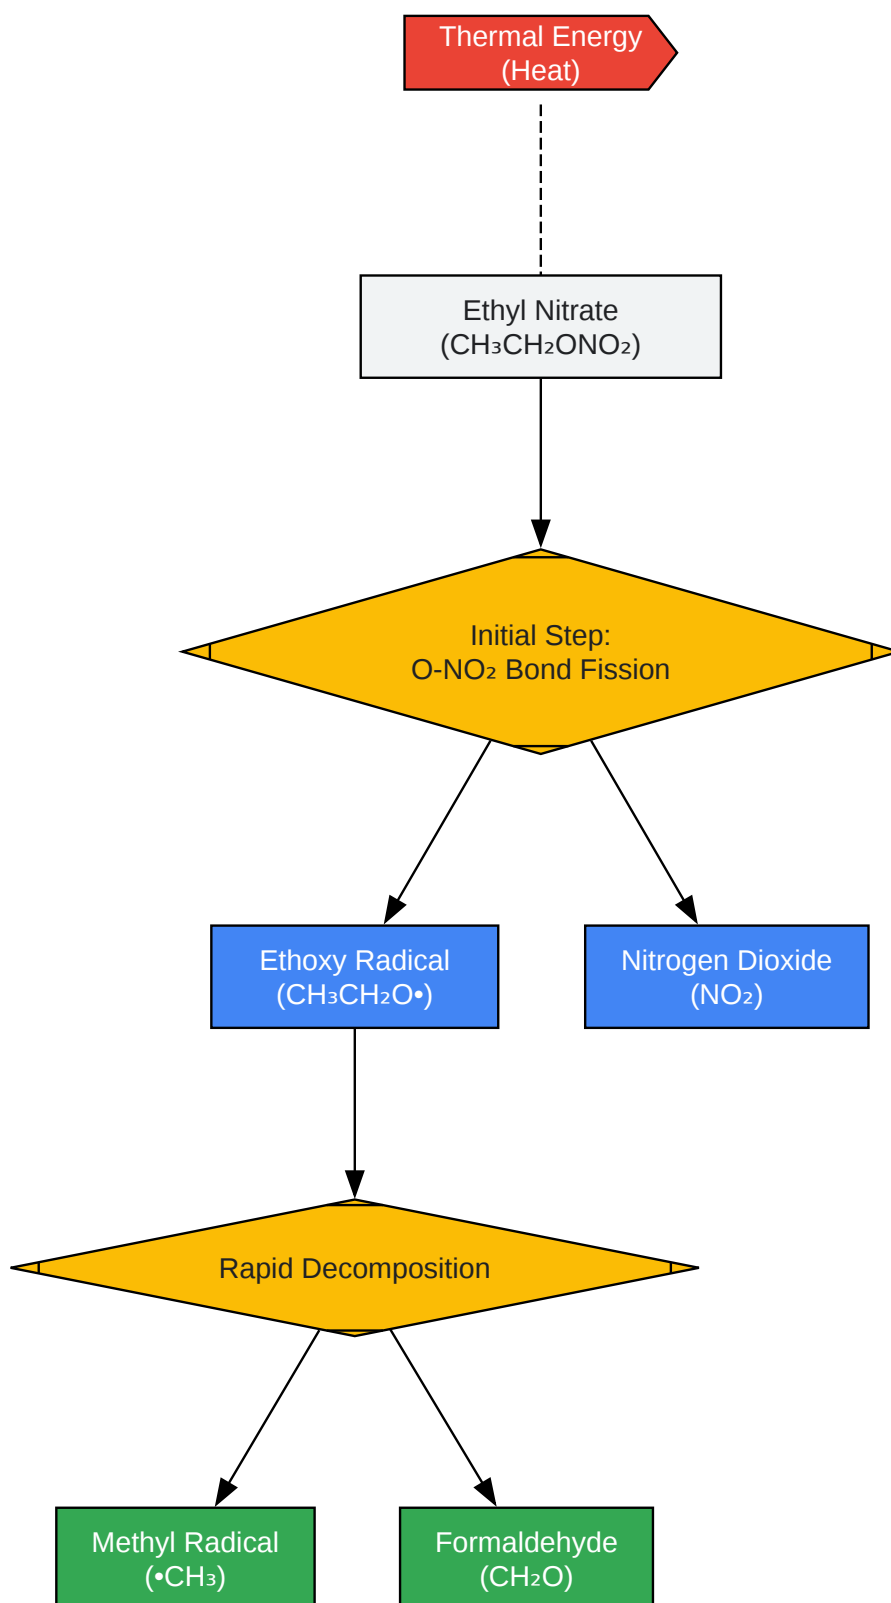 Thermal Energy
(Heat)
Ethyl Nitrate
(CH₃CH₂ONO₂)
Initial Step:
O-NO₂ Bond Fission
Ethoxy Radical
(CH₃CH₂O•)
Nitrogen Dioxide
(NO₂)
Rapid Decomposition
Methyl Radical
(•CH₃)
Formaldehyde
(CH₂O)